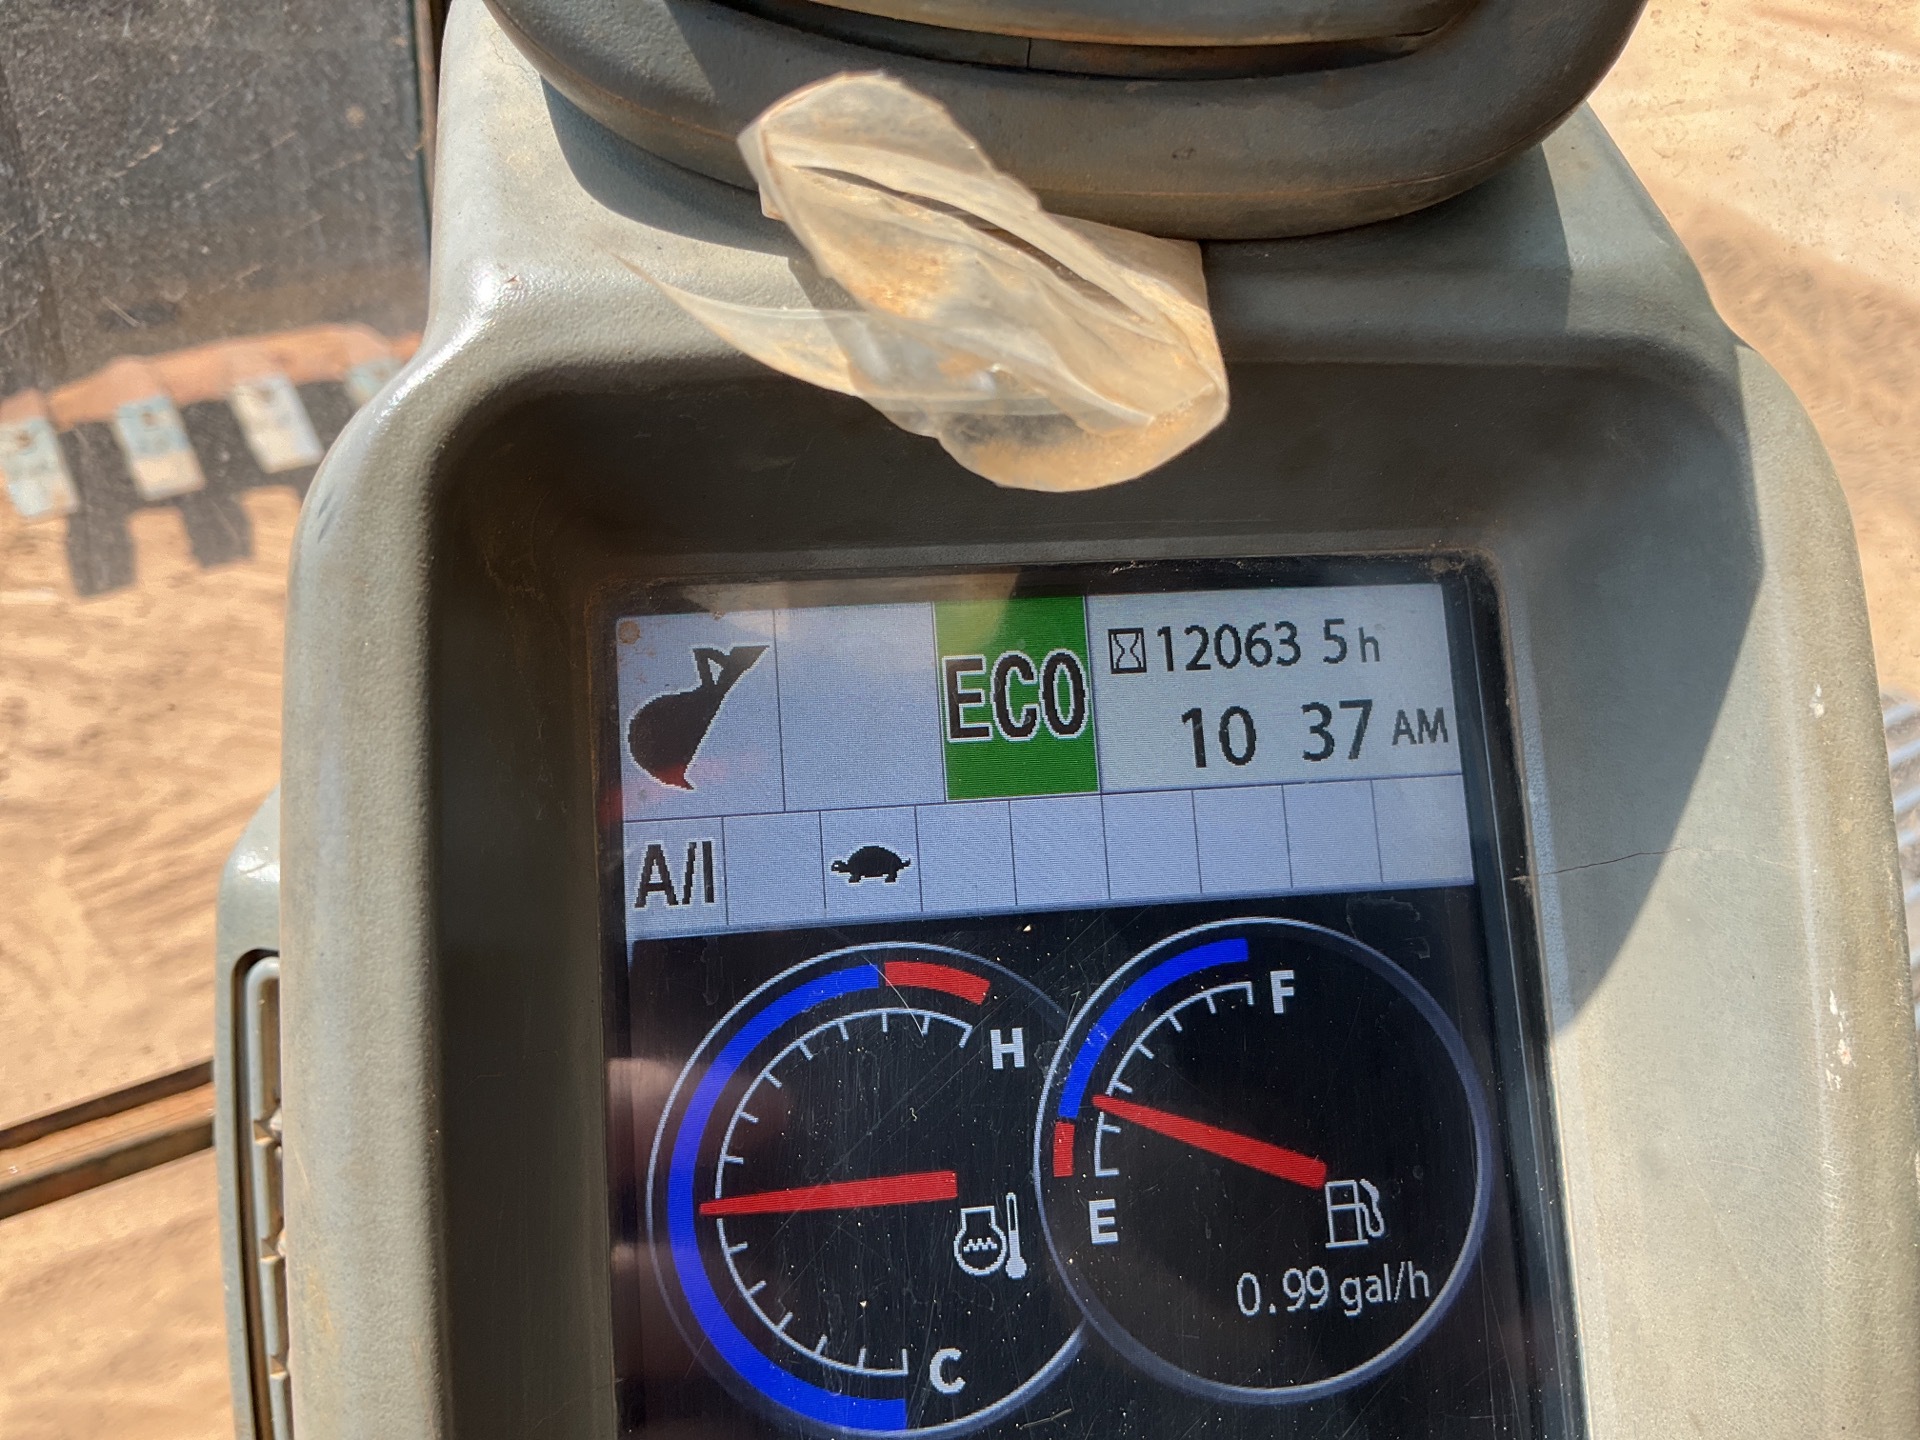 ECO
12063 5h
10 37 AM
A/I
H
C
F
E
0.99 gal/h